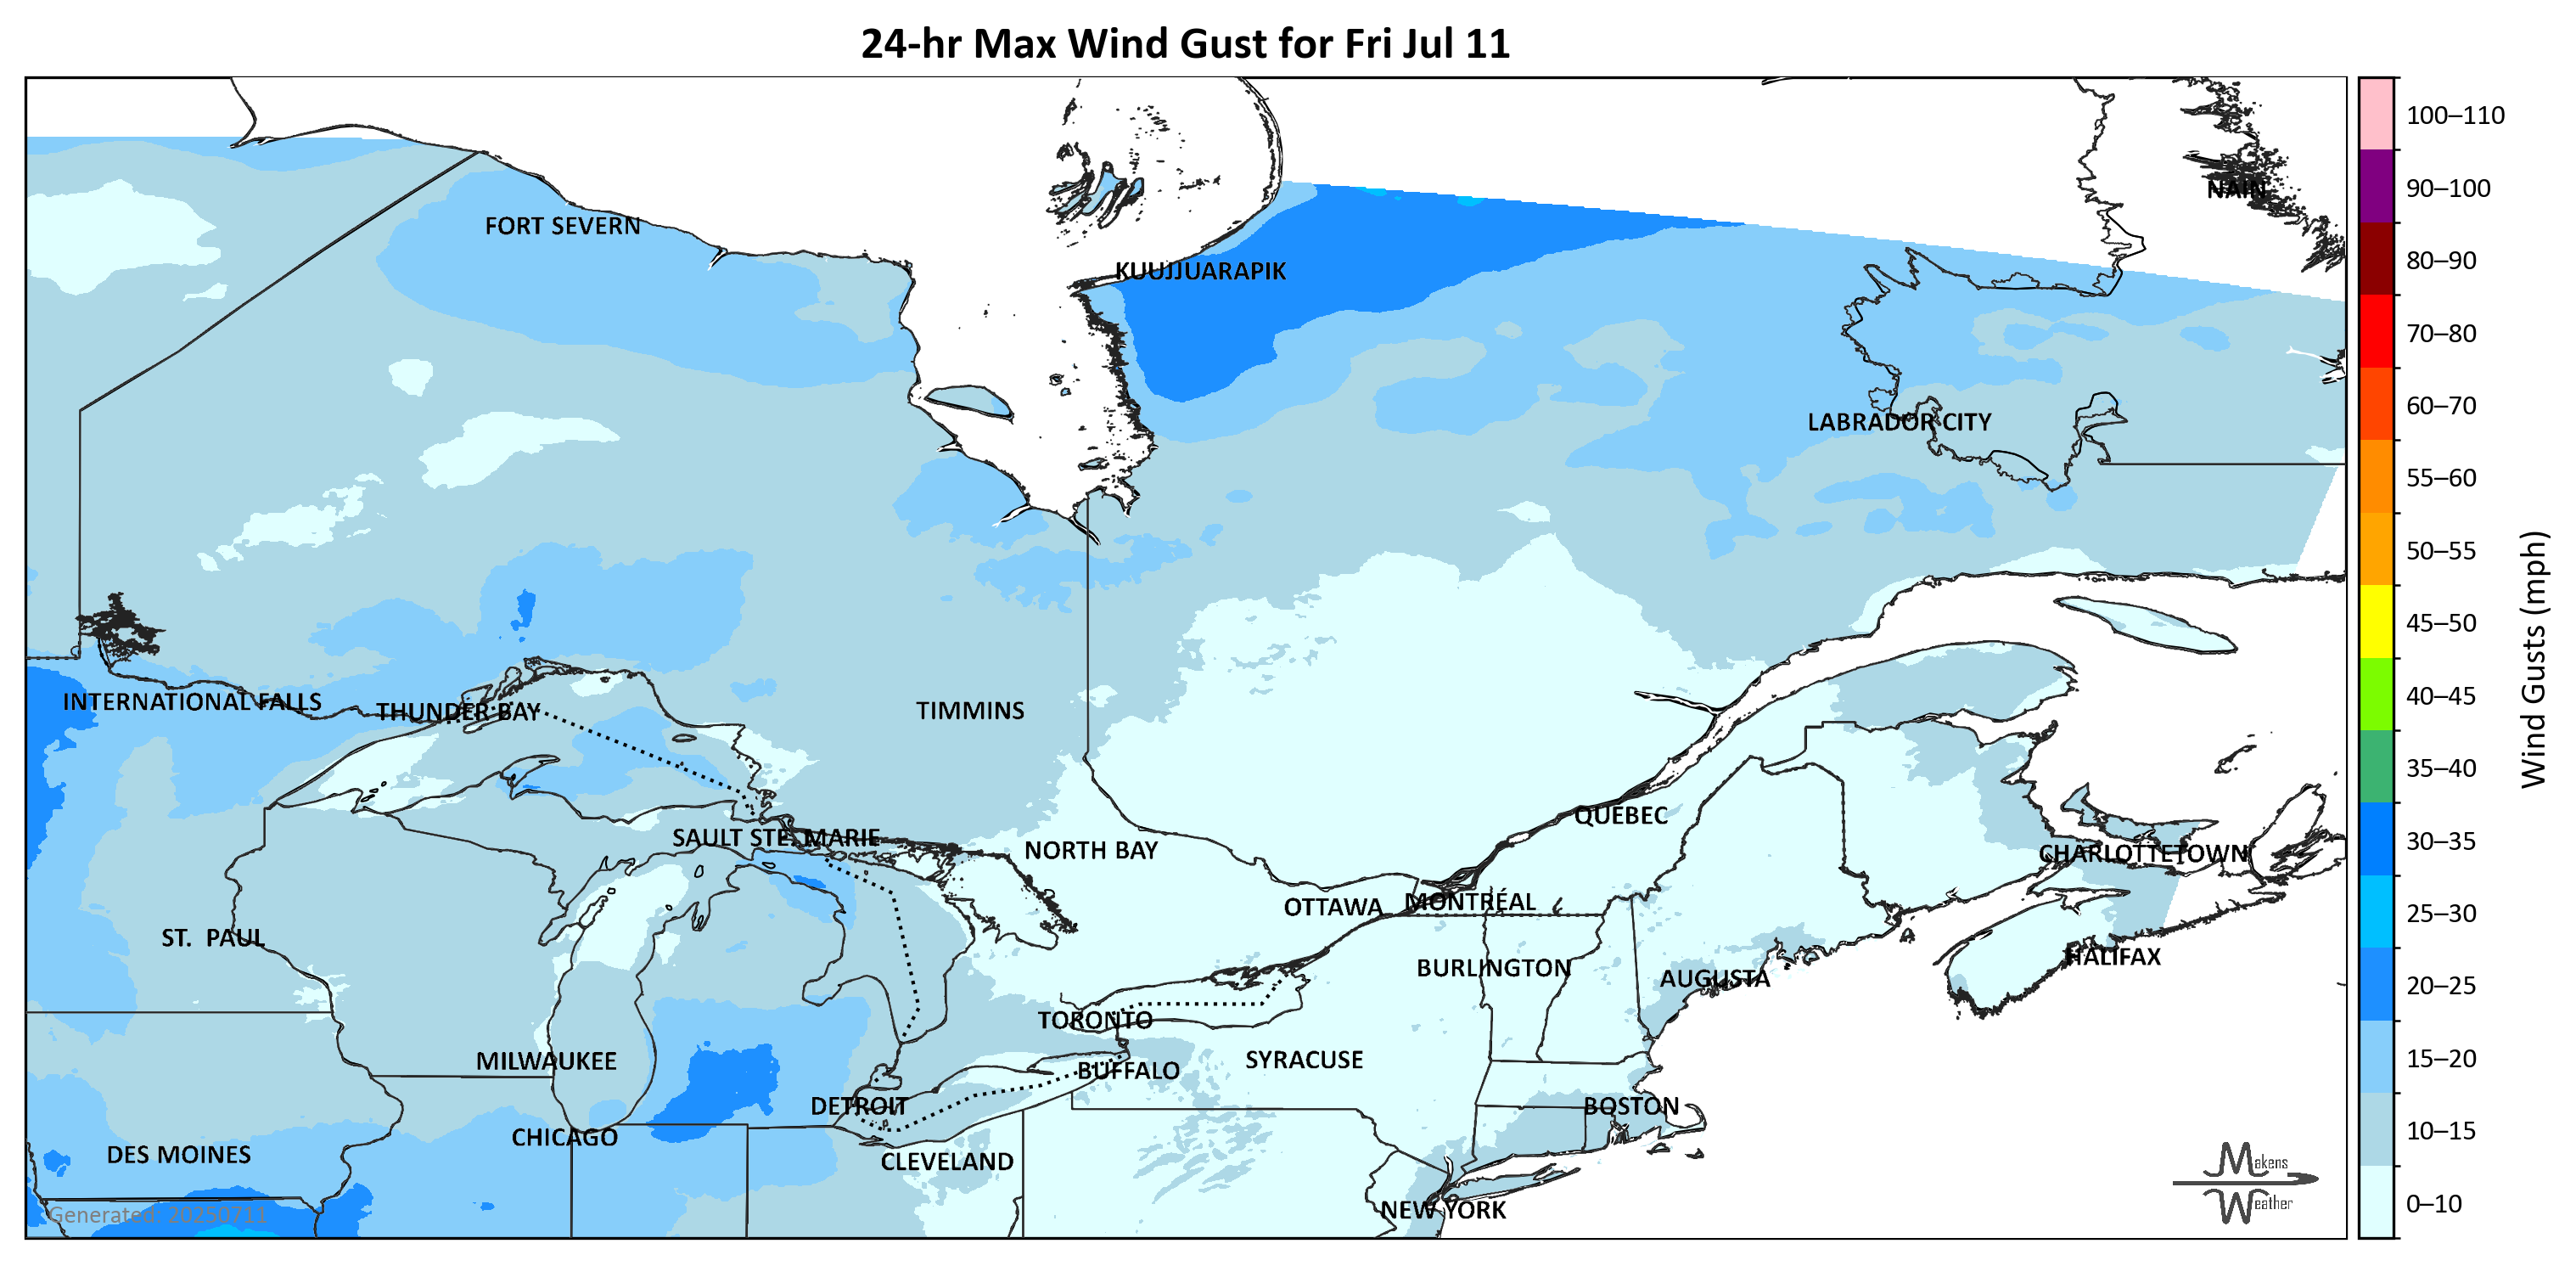 24-hr Max Wind Gust for Fri Jul 11
NAIN
FORT SEVERN
KUUJJUARAPIK
LABRADOR CITY
INTERNATIONAL FALLS
THUNDER BAY
TIMMINS
QUEBEC
SAULT STE. MARIE
NORTH BAY
CHARLOTTETOWN
OTTAWA
MONTRÉAL
ST. PAUL
HALIFAX
BURLINGTON
AUGUSTA
TORONTO
MILWAUKEE
SYRACUSE
BUFFALO
DETROIT
BOSTON
CHICAGO
DES MOINES
CLEVELAND
NEW YORK
Generated: 20250711
Makens
Weather
100–110
90–100
80–90
70–80
60–70
55–60
50–55
45–50
40–45
35–40
30–35
25–30
20–25
15–20
10–15
0–10
Wind Gusts (mph)